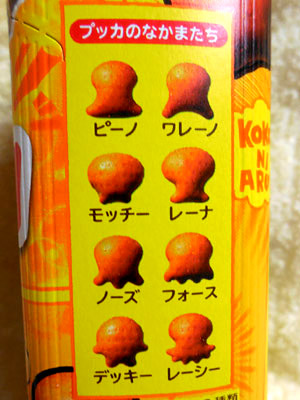 プッカのなかまたち
ピーノ ワレーノ
モッチー レーナ
ノーズ フォース
デッキー レーシー
KOKO
NI
ARO